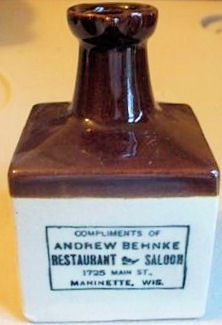 COMPLIMENTS OF
ANDREW BEHNKE
RESTAURANT SALOON
1725 MAIN ST.,
MARINETTE, WIS.